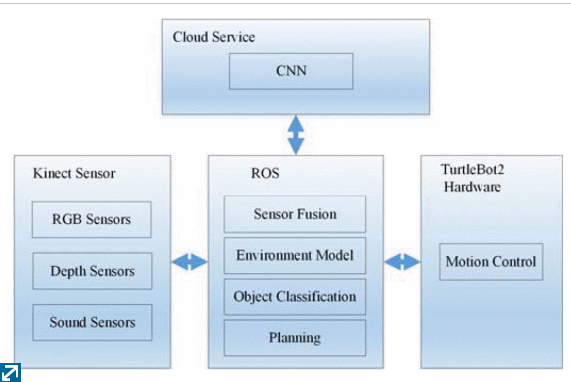 Cloud Service
CNN
Kinect Sensor
RGB Sensors
Depth Sensors
Sound Sensors
ROS
Sensor Fusion
Environment Model
Object Classification
Planning
TurtleBot2
Hardware
Motion Control